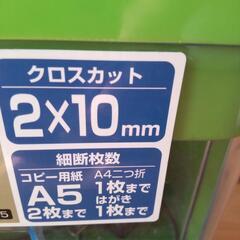 クロスカット
2×10mm
細断枚数
コピー用紙 A4二つ折
A5 1枚まで
はがき
2枚まで 1枚まで
5